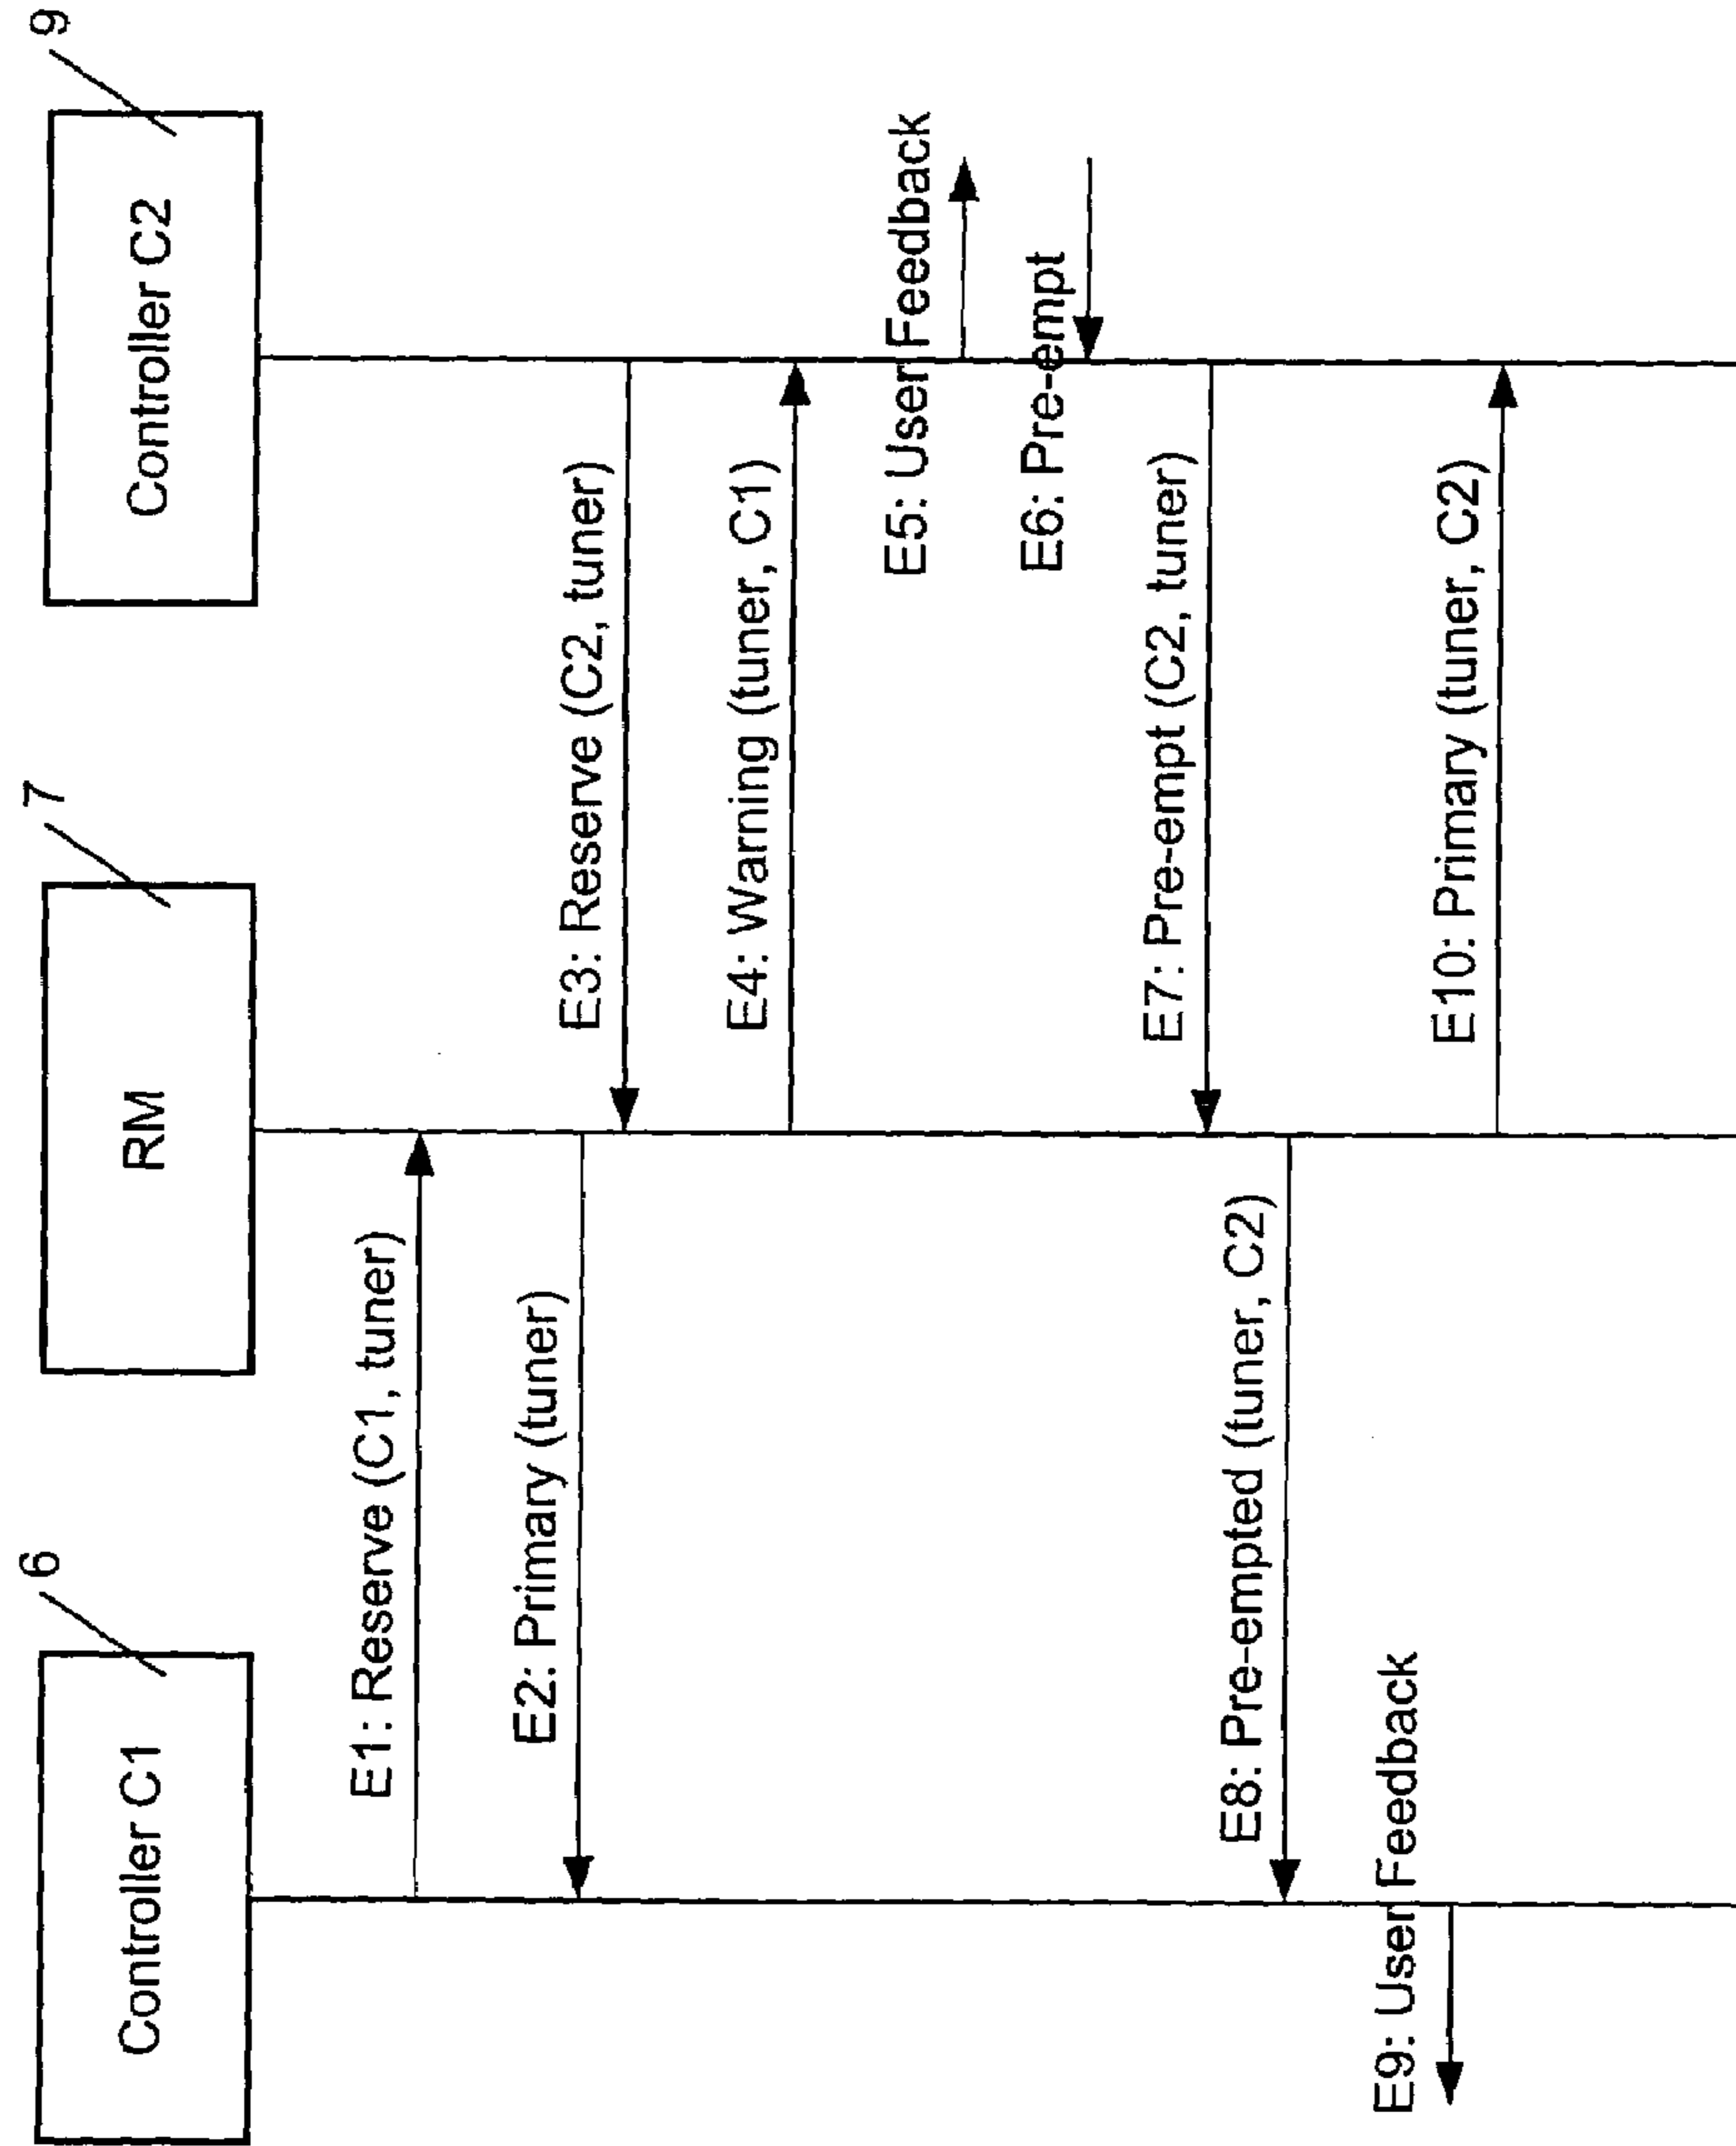 6
7
9
Controller C1
RM
Controller C2
E1: Reserve (C1, tuner)
E2: Primary (tuner)
E3: Reserve (C2, tuner)
E4: Warning (tuner, C1)
E5: User Feedback
E6: Pre-empt
E7: Pre-empt (C2, tuner)
E8: Pre-empted (tuner, C2)
E9: User Feedback
E10: Primary (tuner, C2)